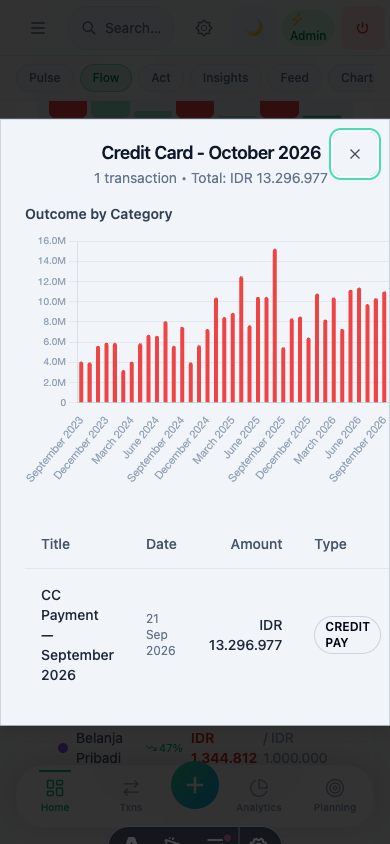 Search...
Admin
Pulse
Flow
Act
Insights
Feed
Chart
Credit Card - October 2026
1 transaction • Total: IDR 13.296.977
Outcome by Category
16.0M
14.0M
12.0M
10.0M
8.0M
6.0M
4.0M
2.0M
0
September 2023
December 2023
March 2024
June 2024
September 2024
December 2024
March 2025
June 2025
September 2025
December 2025
March 2026
June 2026
September 2026
Title
Date
Amount
Type
CC
Payment
—
September
2026
21
Sep
2026
IDR
13.296.977
CREDIT
PAY
Belanja
Pribadi
47%
IDR
1.344.812
/ IDR
1.000.000
Home
Txns
Analytics
Planning